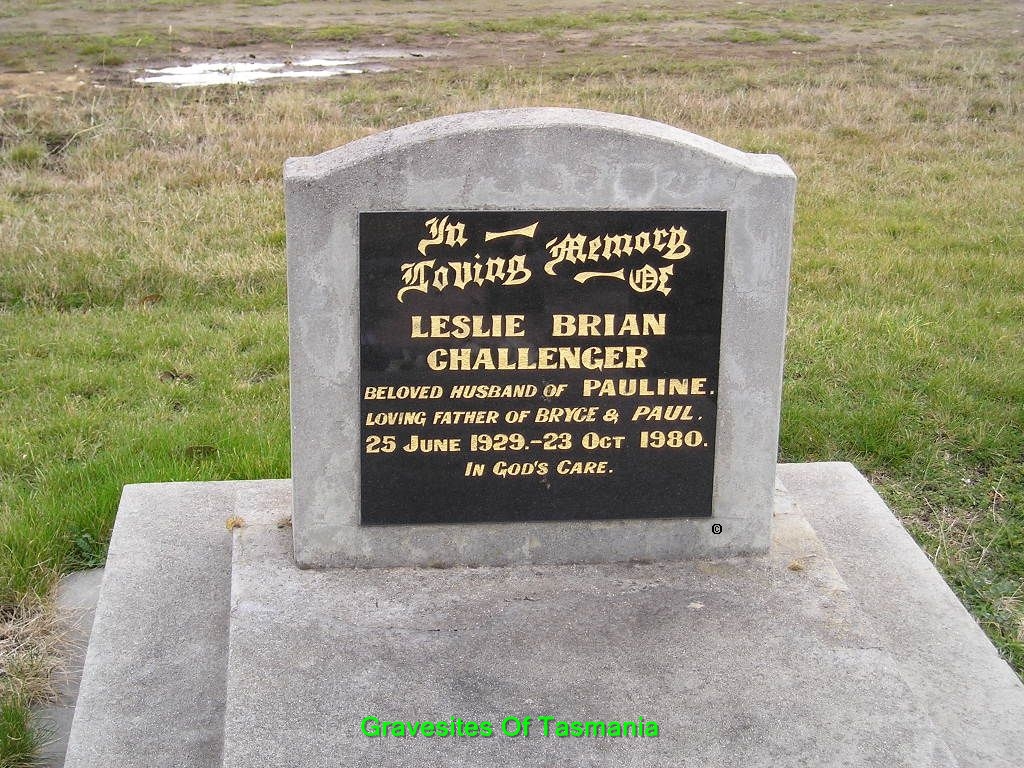 In Memory
Loving Of
LESLIE BRIAN
CHALLENGER
BELOVED HUSBAND OF PAULINE.
LOVING FATHER OF BRYCE & PAUL.
25 JUNE 1929.-23 OCT 1980.
IN GOD'S CARE.
©
Gravesites Of Tasmania